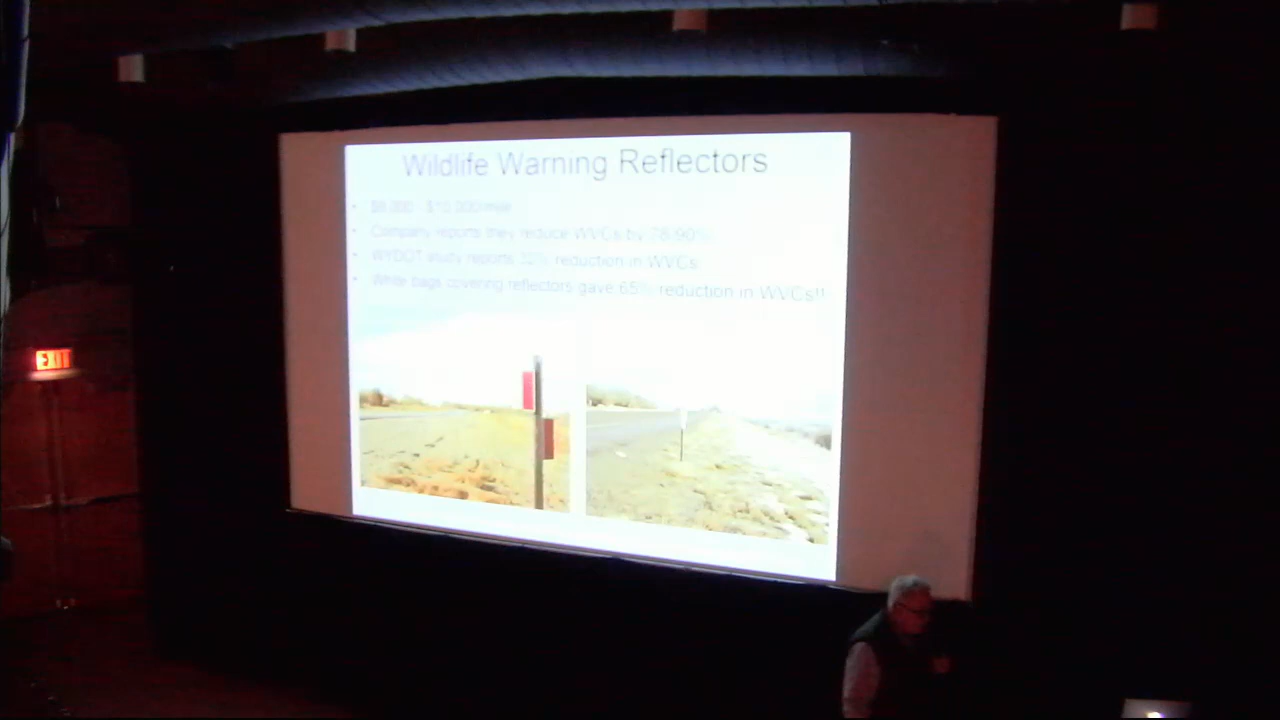 Wildlife Warning Reflectors
• $8,000 - $10,000/mile
• Company reports they reduce WVCs by 78-90%
• WYDOT study reports 32% reduction in WVCs
• White bags covering reflectors gave 65% reduction in WVCs!!
EXIT